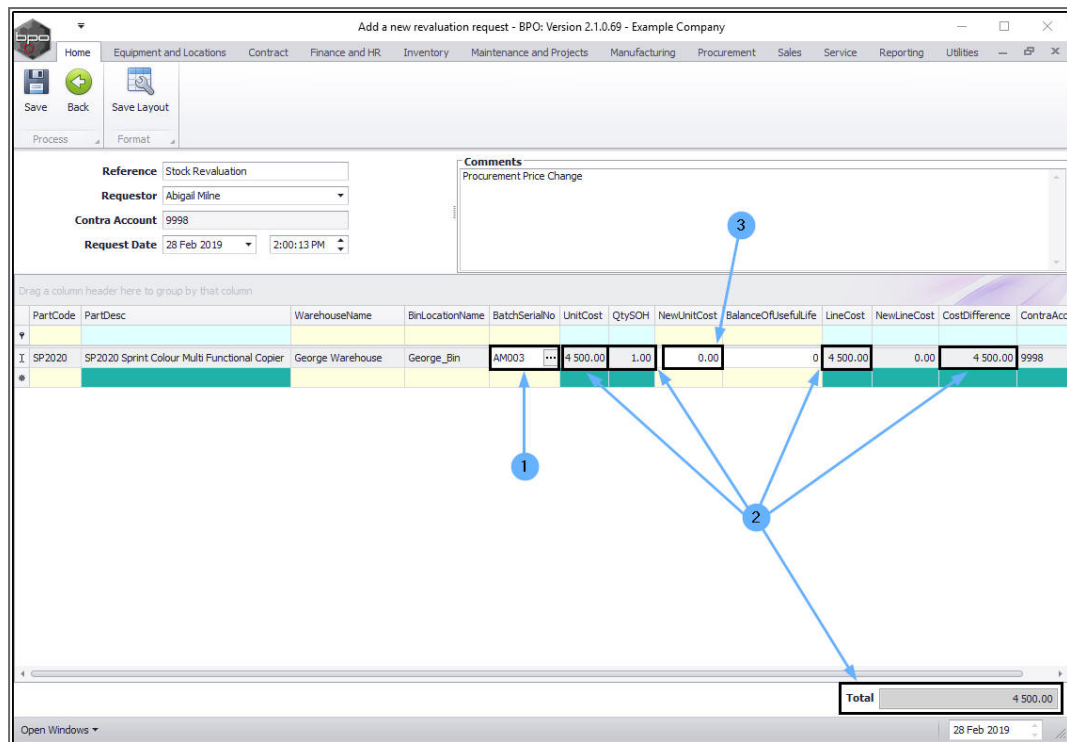 bpo
Add a new revaluation request - BPO: Version 2.1.0.69 - Example Company
Home Equipment and Locations Contract Finance and HR Inventory Maintenance and Projects Manufacturing Procurement Sales Service Reporting Utilities
Save Back Save Layout
Process Format
Reference Stock Revaluation
Requestor Abigail Milne
Contra Account 9998
Request Date 28 Feb 2019 2:00:13 PM
Comments
Procurement Price Change
3
Drag a column header here to group by that column
PartCode PartDesc WarehouseName BinLocationName BatchSerialNo UnitCost QtySOH NewUnitCost BalanceOfUsefulLife LineCost NewLineCost CostDifference ContraAcc
SP2020 SP2020 Sprint Colour Multi Functional Copier George Warehouse George_Bin AM003 ... 4 500.00 1.00 0.00 0 4 500.00 0.00 4 500.00 9998
1
2
Total 4 500.00
Open Windows 28 Feb 2019